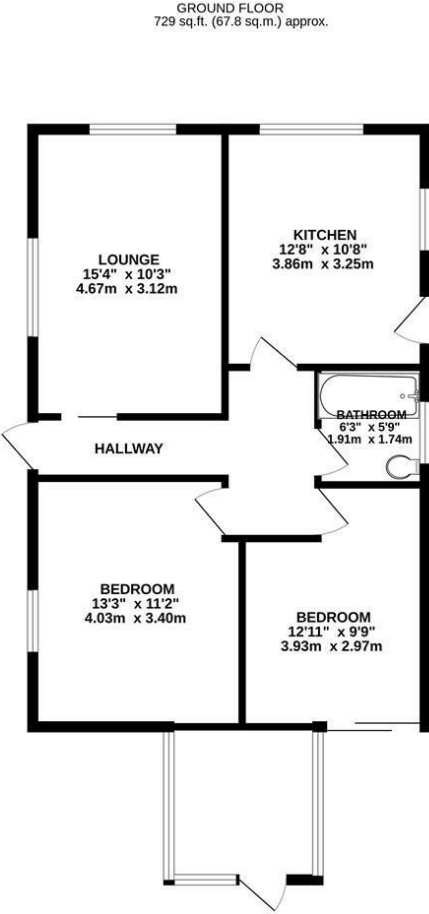 GROUND FLOOR
729 sq.ft. (67.8 sq.m.) approx.
LOUNGE
15'4" x 10'3"
4.67m x 3.12m
KITCHEN
12'8" x 10'8"
3.86m x 3.25m
BATHROOM
6'3" x 5'9"
1.91m x 1.74m
HALLWAY
BEDROOM
13'3" x 11'2"
4.03m x 3.40m
BEDROOM
12'11" x 9'9"
3.93m x 2.97m